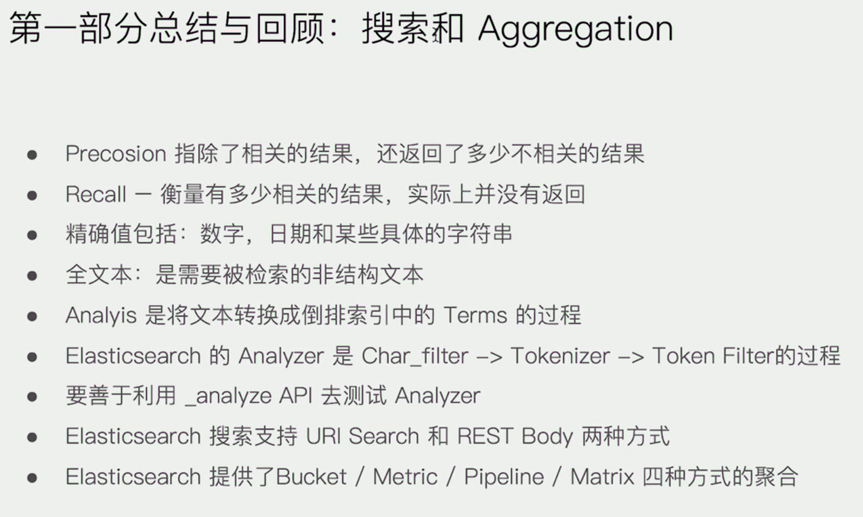 第一部分总结与回顾：搜索和 Aggregation
● Precosion 指除了相关的结果，还返回了多少不相关的结果
● Recall – 衡量有多少相关的结果，实际上并没有返回
● 精确值包括：数字，日期和某些具体的字符串
● 全文本：是需要被检索的非结构文本
● Analyis 是将文本转换成倒排索引中的 Terms 的过程
● Elasticsearch 的 Analyzer 是 Char_filter –> Tokenizer –> Token Filter的过程
● 要善于利用 _analyze API 去测试 Analyzer
● Elasticsearch 搜索支持 URI Search 和 REST Body 两种方式
● Elasticsearch 提供了Bucket / Metric / Pipeline / Matrix 四种方式的聚合